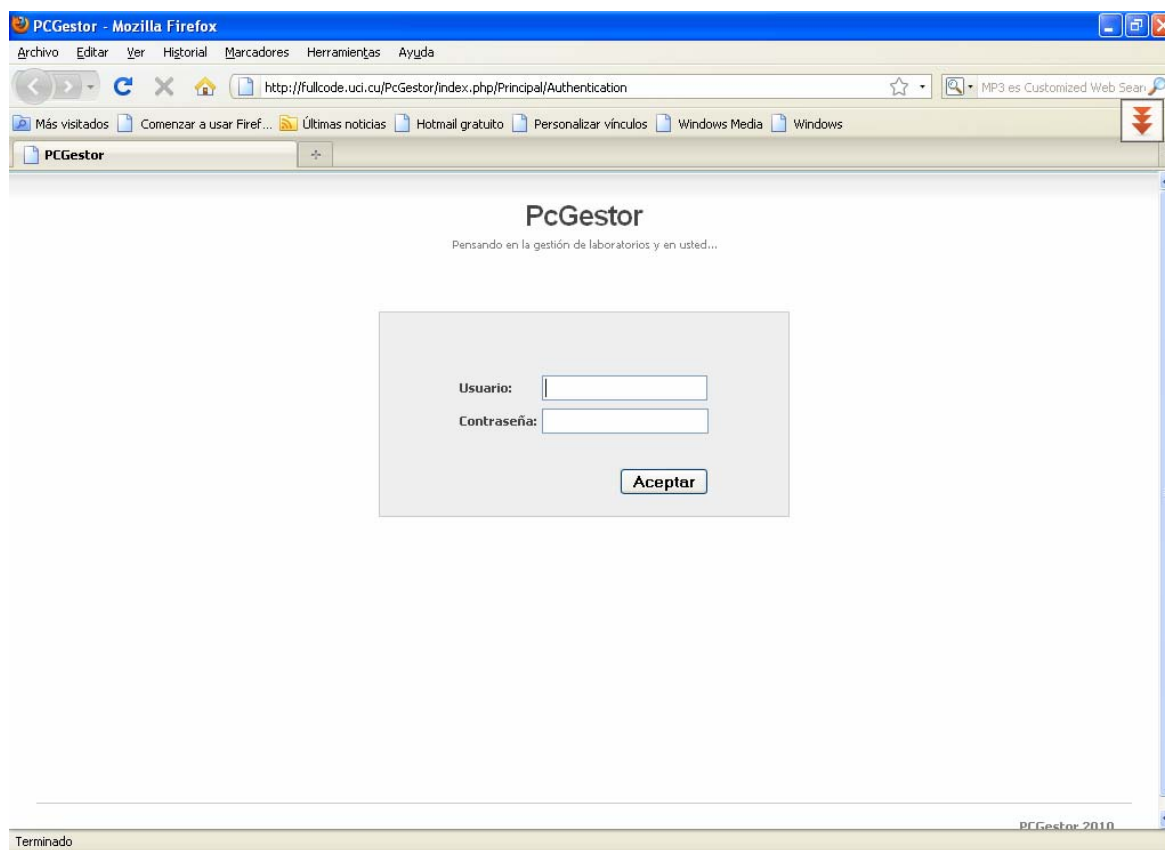 PCGestor - Mozilla Firefox
Archivo Editar Ver Historial Marcadores Herramientas Ayuda
http://fullcode.uci.cu/PcGestor/index.php/Principal/Authentication MP3 es Customized Web Sear
Más visitados Comenzar a usar Firef... Últimas noticias Hotmail gratuito Personalizar vínculos Windows Media Windows
PCGestor
PcGestor
Pensando en la gestión de laboratorios y en usted...
Usuario:
Contraseña:
Aceptar
PCGestor 2010
Terminado